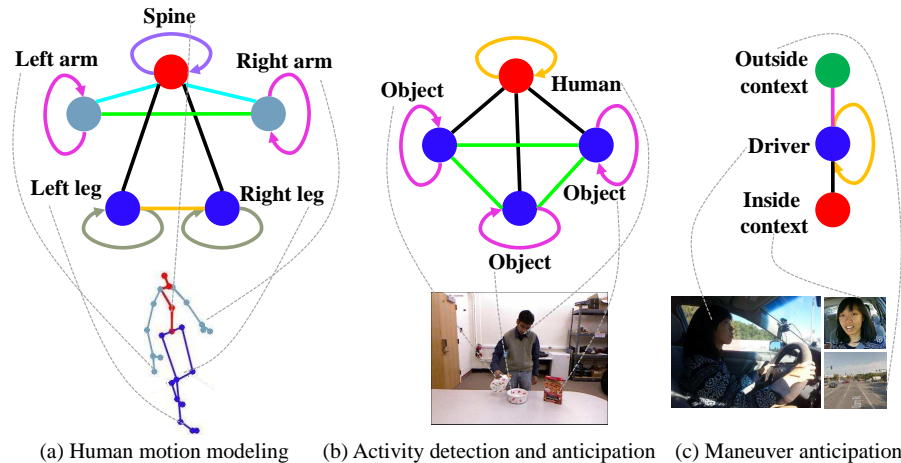 Spine
Left arm
Right arm
Left leg
Right leg
(a) Human motion modeling
Human
Object
Object
Object
(b) Activity detection and anticipation
Outside
context
Driver
Inside
context
(c) Maneuver anticipation